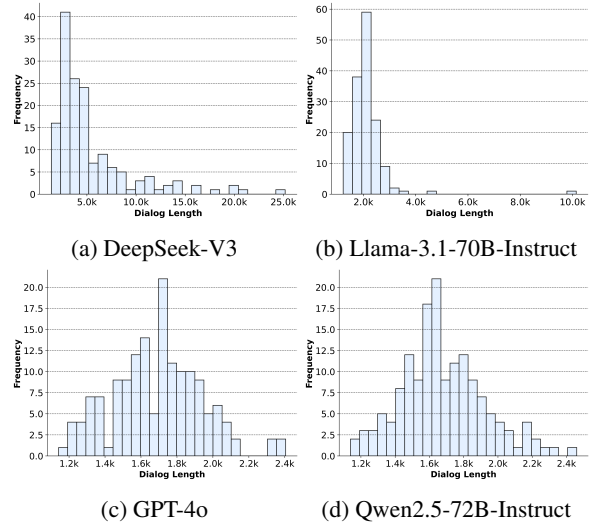 40
35
30
25
20
15
10
5
0
Frequency
5.0k 10.0k 15.0k 20.0k 25.0k
Dialog Length
(a) DeepSeek-V3
60
50
40
30
20
10
0
Frequency
2.0k 4.0k 6.0k 8.0k 10.0k
Dialog Length
(b) Llama-3.1-70B-Instruct
20.0
17.5
15.0
12.5
10.0
7.5
5.0
2.5
0.0
Frequency
1.2k 1.4k 1.6k 1.8k 2.0k 2.2k 2.4k
Dialog Length
(c) GPT-4o
20.0
17.5
15.0
12.5
10.0
7.5
5.0
2.5
0.0
Frequency
1.2k 1.4k 1.6k 1.8k 2.0k 2.2k 2.4k
Dialog Length
(d) Qwen2.5-72B-Instruct